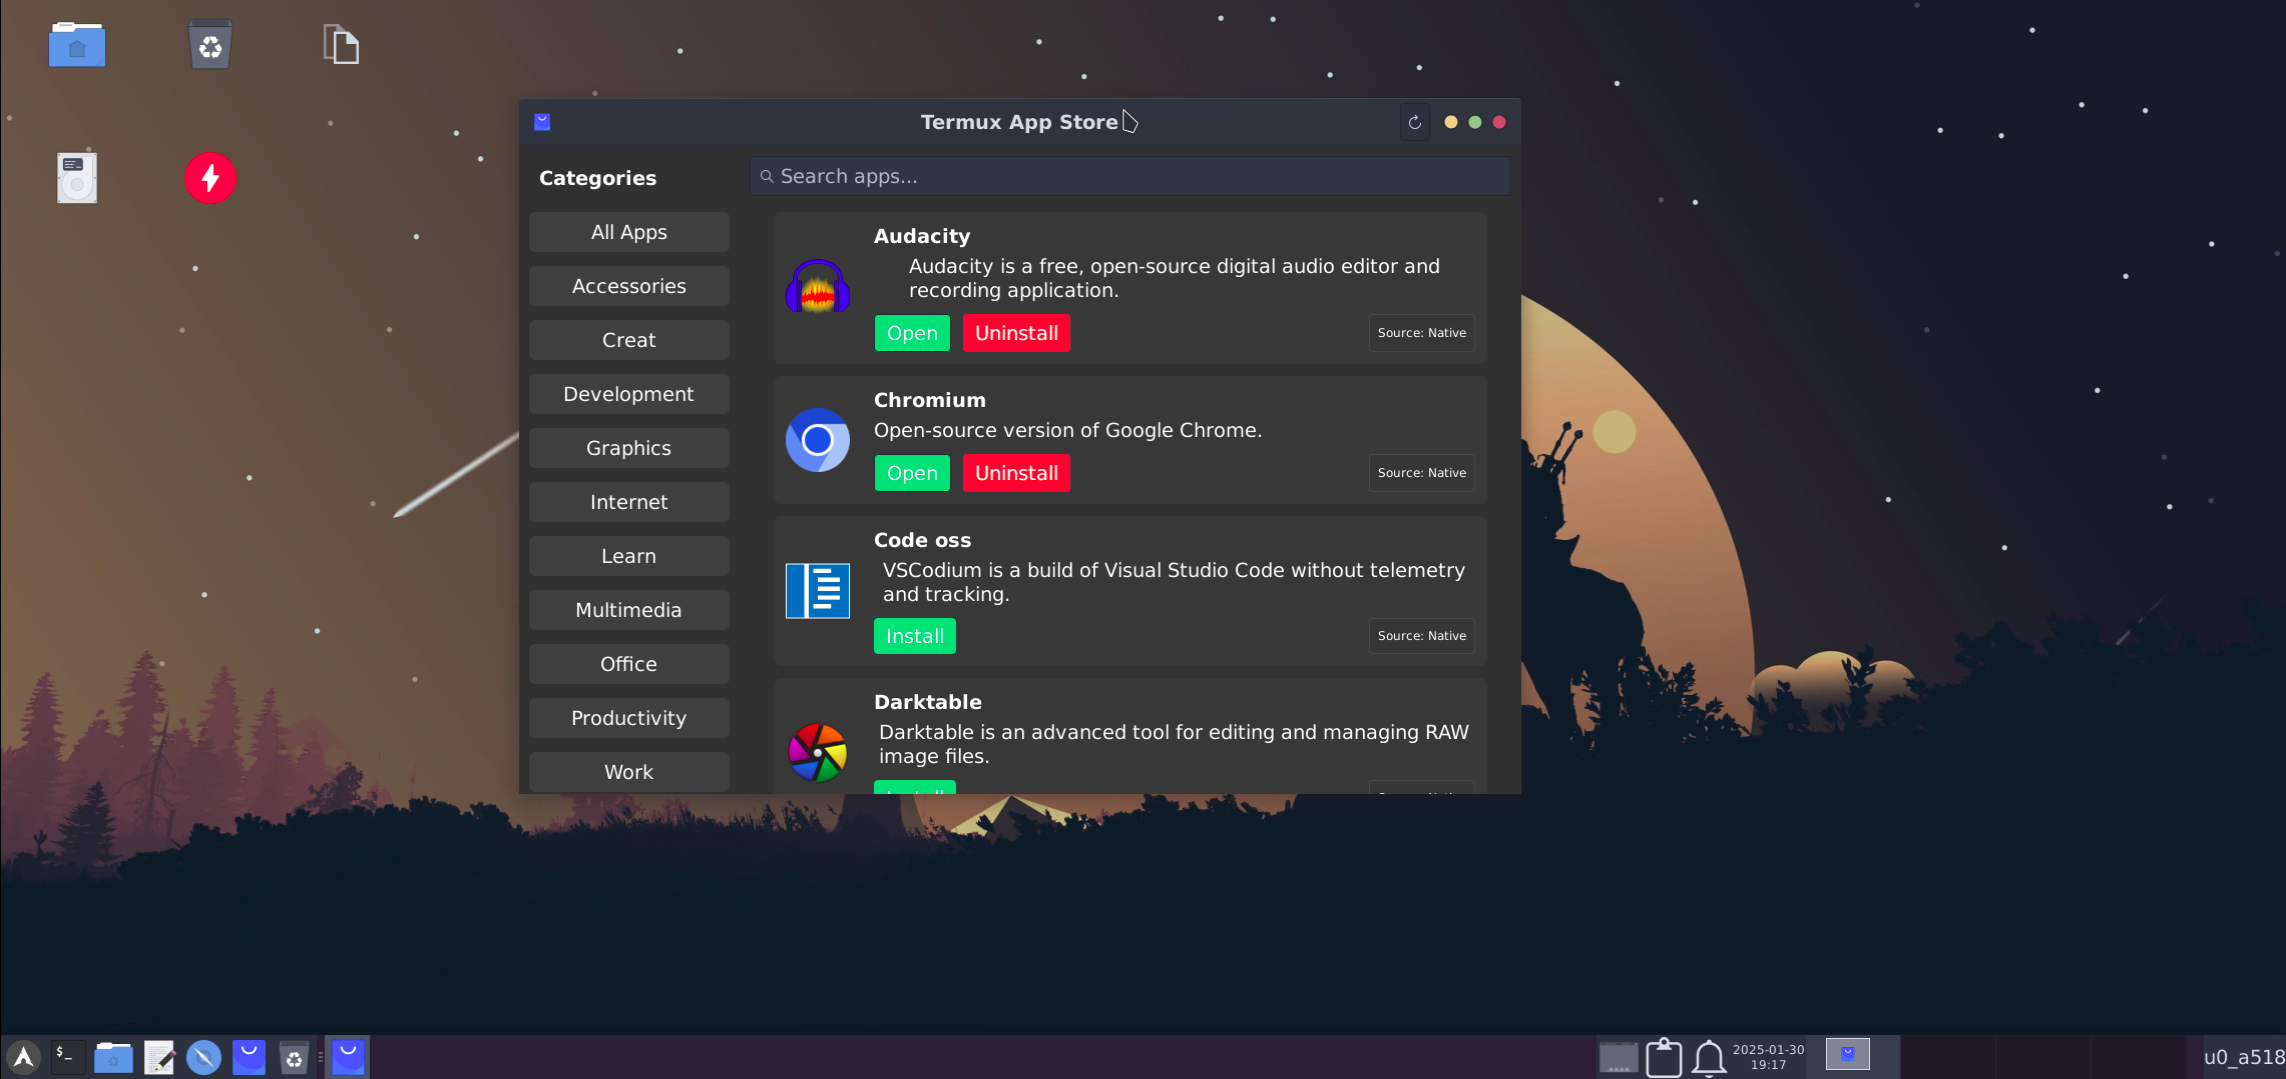 Termux App Store
Categories
Search apps...
All Apps
Accessories
Creat
Development
Graphics
Internet
Learn
Multimedia
Office
Productivity
Work
Audacity
Audacity is a free, open-source digital audio editor and
recording application.
Open
Uninstall
Source: Native
Chromium
Open-source version of Google Chrome.
Open
Uninstall
Source: Native
Code oss
VSCodium is a build of Visual Studio Code without telemetry
and tracking.
Install
Source: Native
Darktable
Darktable is an advanced tool for editing and managing RAW
image files.
$_
2025-01-30
19:17
u0_a518